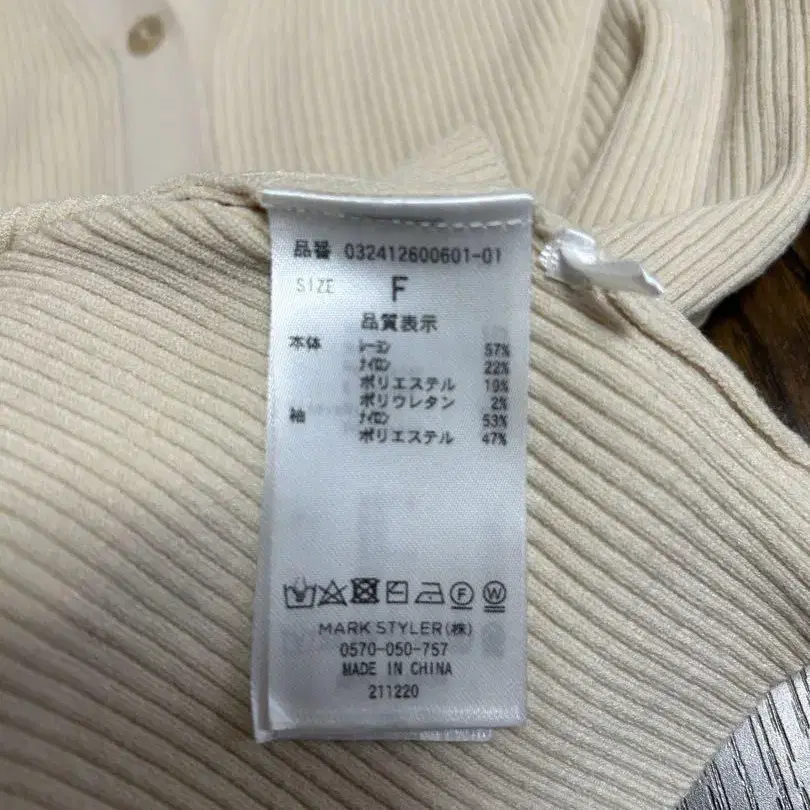 品番 032412600601-01
SIZE F
品質表示
本体 レーヨン 57%
ナイロン 22%
ポリエステル 19%
ポリウレタン 2%
袖 ナイロン 53%
ポリエステル 47%
F W
MARK STYLER(株)
0570-050-757
MADE IN CHINA
211220